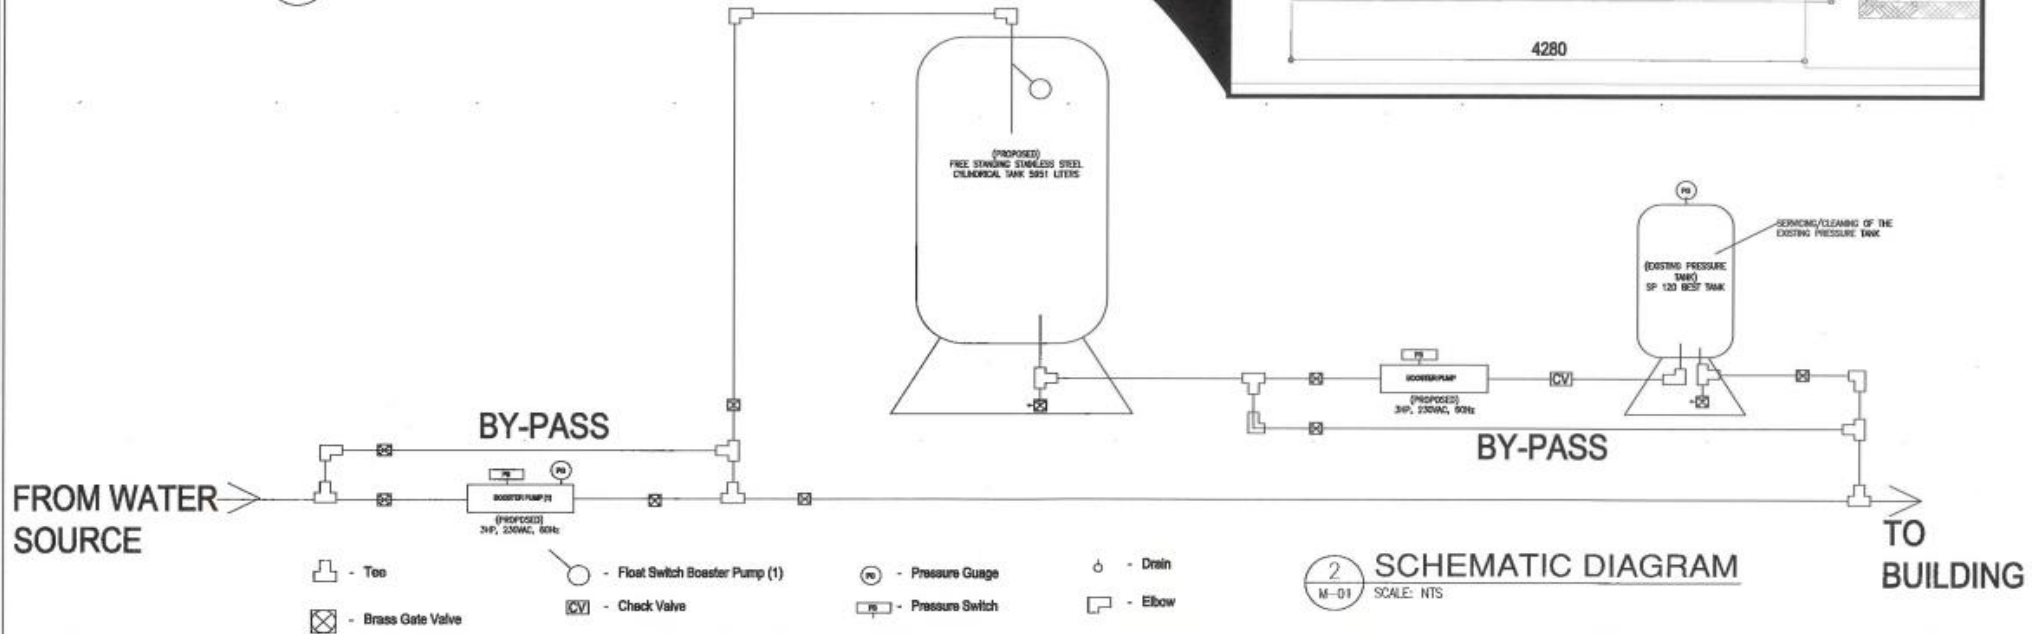 4280
(PROPOSED)
FREE STANDING STAINLESS STEEL
CYLINDRICAL TANK 5951 LITERS
PG
SERVICING/CLEANING OF THE
EXISTING PRESSURE TANK
(EXISTING PRESSURE
TANK)
SP 120 BEST TANK
PS
BOOSTER PUMP
CV
(PROPOSED)
3HP, 230VAC, 60Hz
BY-PASS
BY-PASS
FROM WATER
SOURCE
PS
PG
BOOSTER PUMP (1)
(PROPOSED)
3HP, 230VAC, 60Hz
TO
BUILDING
- Tee
- Float Switch Boaster Pump (1)
PG - Pressure Guage
- Drain
- Brass Gate Valve
CV - Check Valve
PS - Pressure Switch
- Elbow
2
M-01
SCHEMATIC DIAGRAM
SCALE: NTS